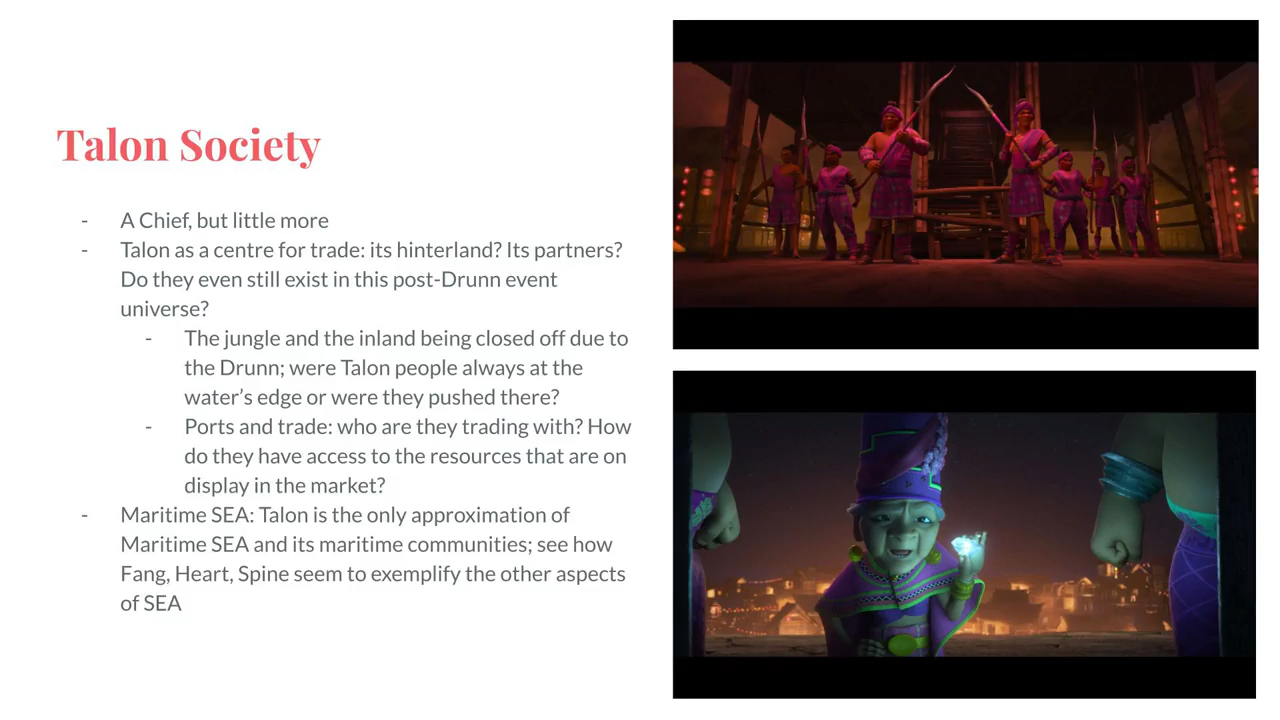 Talon Society
- A Chief, but little more
- Talon as a centre for trade: its hinterland? Its partners?
Do they even still exist in this post-Drunn event
universe?
- The jungle and the inland being closed off due to
the Drunn; were Talon people always at the
water’s edge or were they pushed there?
- Ports and trade: who are they trading with? How
do they have access to the resources that are on
display in the market?
- Maritime SEA: Talon is the only approximation of
Maritime SEA and its maritime communities; see how
Fang, Heart, Spine seem to exemplify the other aspects
of SEA